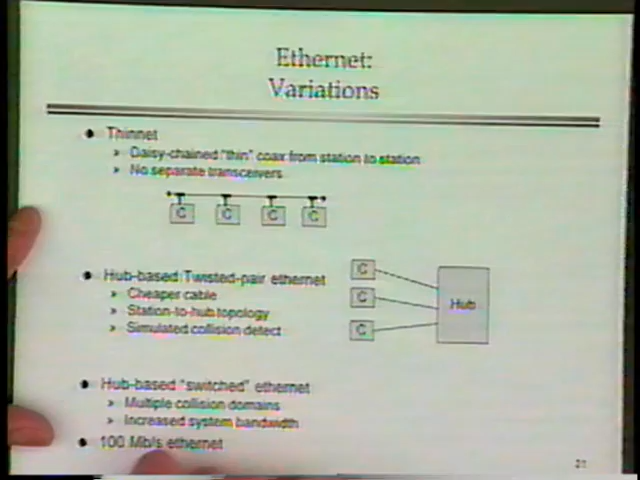 Ethernet:
Variations
Thinnet
Daisy-chained "thin" coax from station to station
No separate transceivers
C C C C
Hub-based/Twisted-pair ethernet
Cheaper cable
Station-to-hub topology
Simulated collision detect
C
C
C
Hub
Hub-based "switched" ethernet
Multiple collision domains
Increased system bandwidth
100 Mb/s ethernet